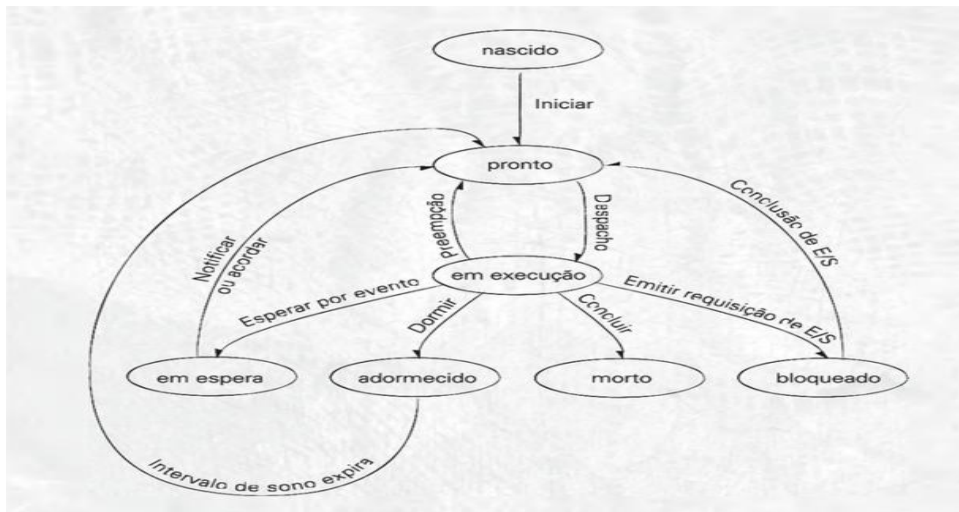 nascido
Iniciar
pronto
Preempção
Despacho
Conclusão de E/S
Notificar
ou acordar
em execução
Esperar por evento
Dormir
Concluir
Emitir requisição de E/S
em espera
adormecido
morto
bloqueado
Intervalo de sono expira